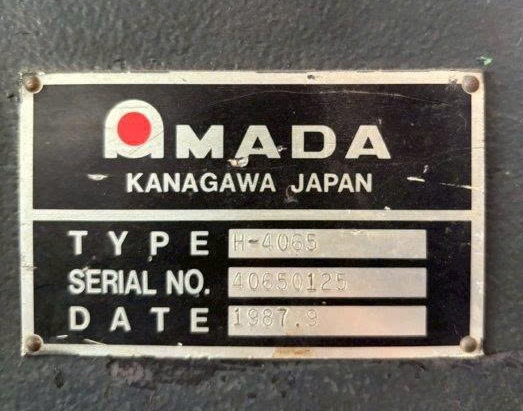 AMADA
KANAGAWA JAPAN
TYPE H-4065
SERIAL NO. 40650125
DATE 1987.9